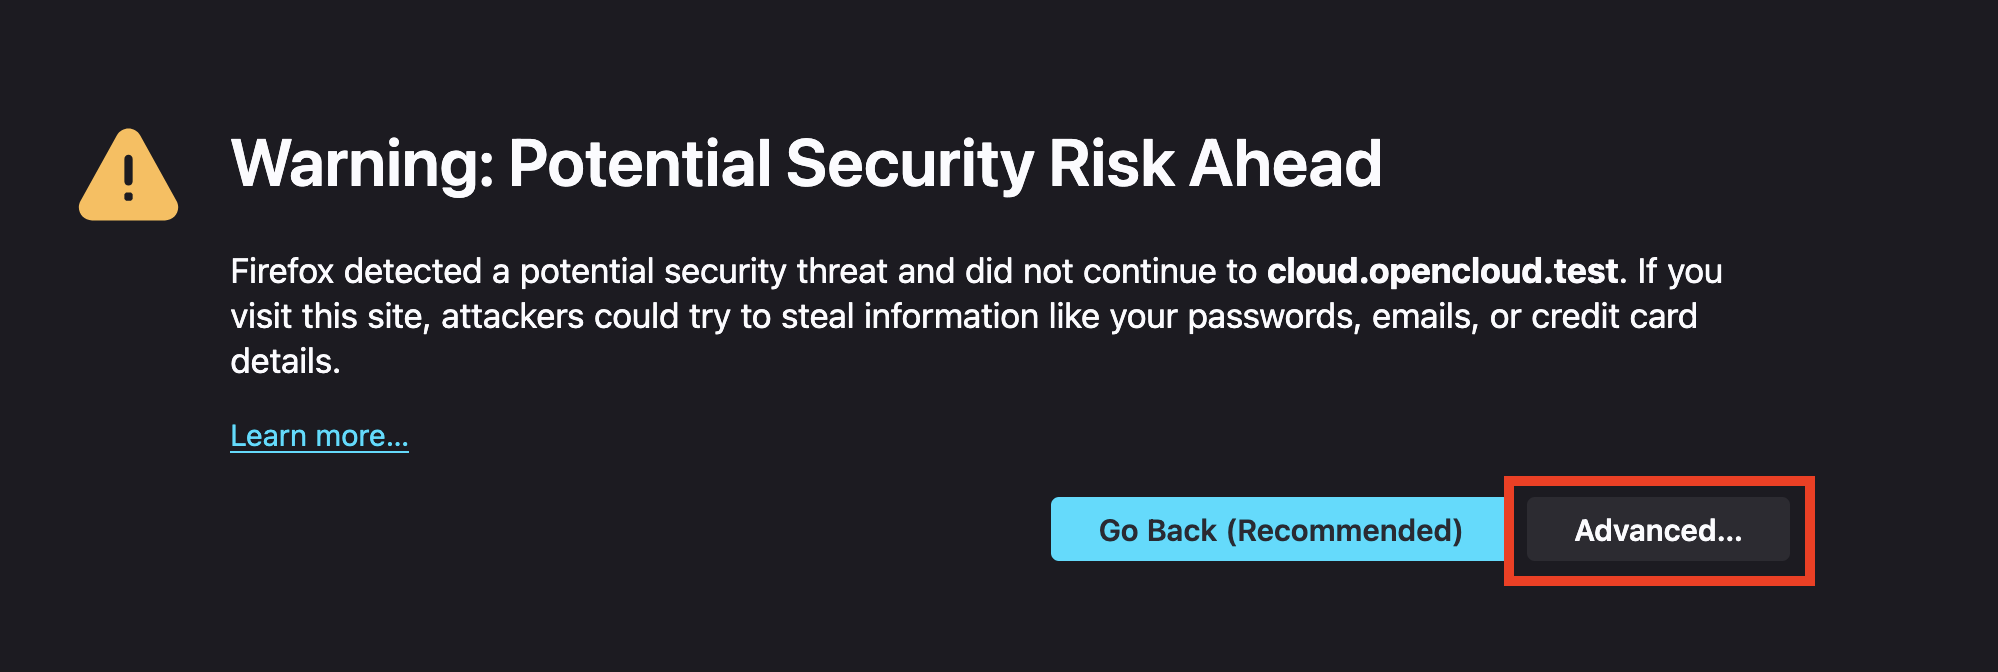 Warning: Potential Security Risk Ahead
Firefox detected a potential security threat and did not continue to cloud.opencloud.test. If you
visit this site, attackers could try to steal information like your passwords, emails, or credit card
details.
Learn more...
Go Back (Recommended)
Advanced...